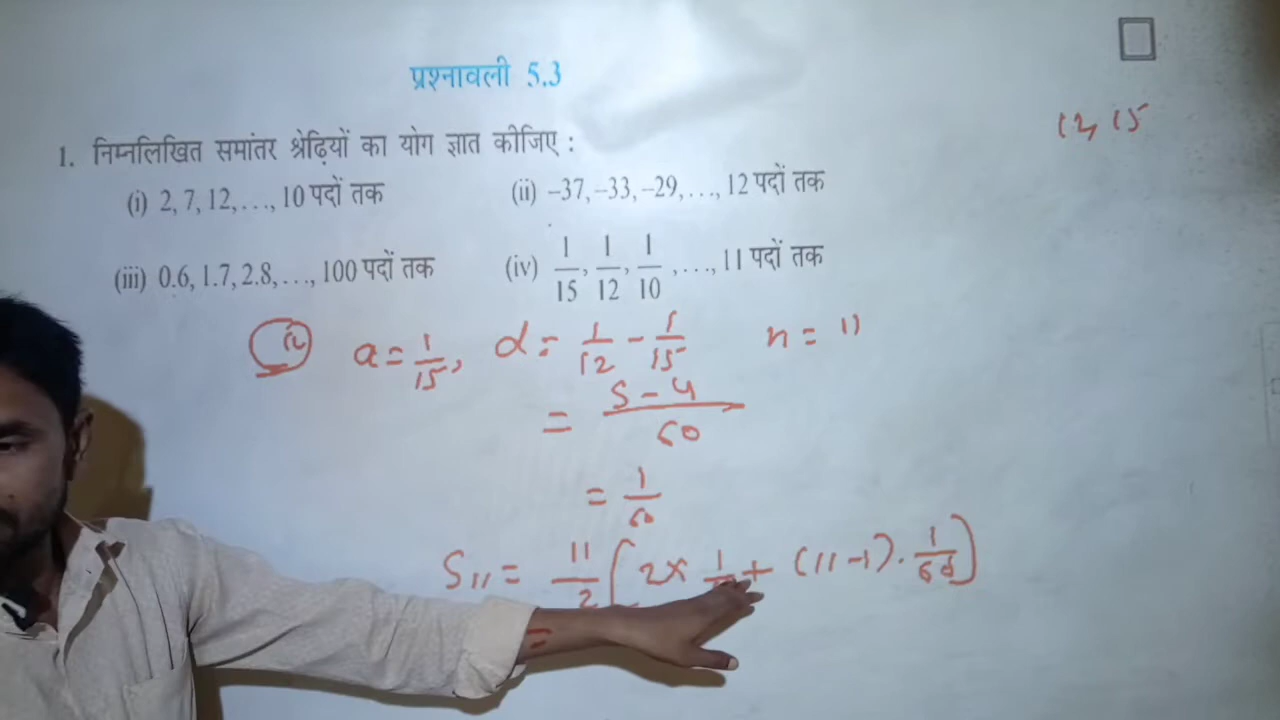 प्रश्नावली 5.3
12, 15
1. निम्नलिखित समांतर श्रेढ़ियों का योग ज्ञात कीजिए :
(i) 2, 7, 12, . . ., 10 पदों तक
(ii) –37, –33, –29, . . ., 12 पदों तक
(iii) 0.6, 1.7, 2.8, . . ., 100 पदों तक
(iv) 1/15, 1/12, 1/10, . . ., 11 पदों तक
a = 1/15, d = 1/12 - 1/15 n = 11
= 5-4/60
= 1/60
S11 = 11/2 [ 2x 1 + (11-1) . 1/60 ]
=